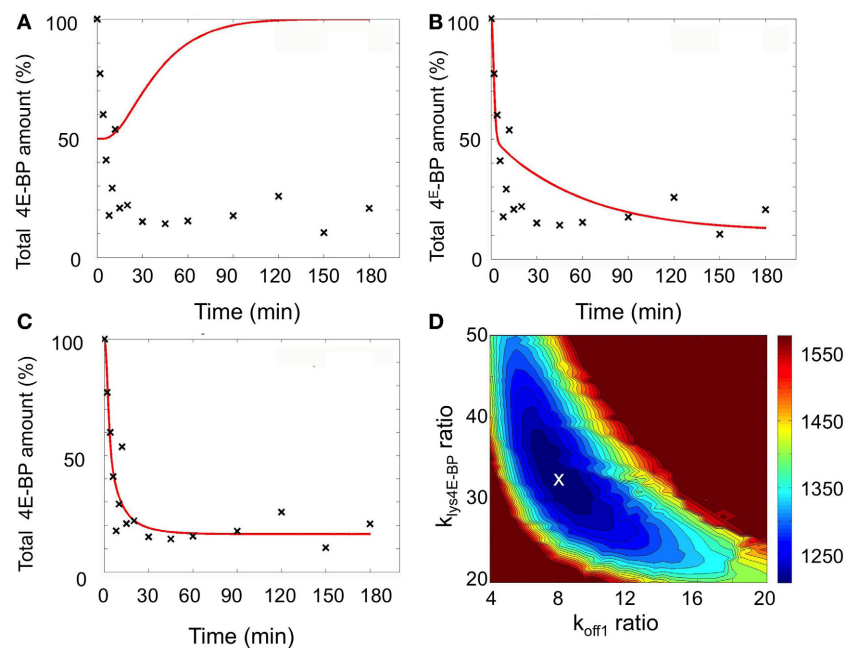 A
Total 4E-BP amount (%)
100
50
0
0 30 60 90 120 150 180
Time (min)
B
Total 4E-BP amount (%)
100
50
0
0 30 60 90 120 150 180
Time (min)
C
Total 4E-BP amount (%)
100
50
0
0 30 60 90 120 150 180
Time (min)
D
klys4E-BP ratio
50
40
30
20
4 8 12 16 20
koff1 ratio
X
1550
1450
1350
1250